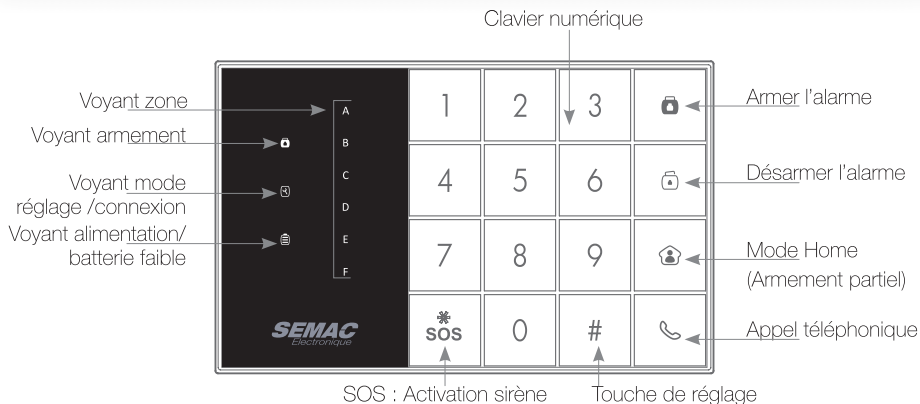 Clavier numérique
Voyant zone
Voyant armement
Voyant mode
réglage /connexion
Voyant alimentation/
batterie faible
A
B
C
D
E
F
SEMAC
Electronique
1 2 3
4 5 6
7 8 9
* 
SOS 0 #
Armer l'alarme
Désarmer l'alarme
Mode Home
(Armement partiel)
Appel téléphonique
SOS : Activation sirène
Touche de réglage